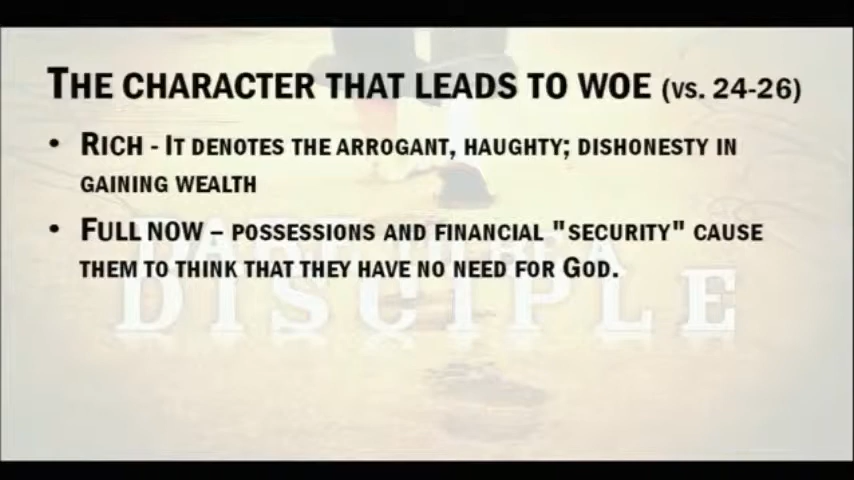 THE CHARACTER THAT LEADS TO WOE (VS. 24-26)
• RICH - IT DENOTES THE ARROGANT, HAUGHTY; DISHONESTY IN
GAINING WEALTH
• FULL NOW – POSSESSIONS AND FINANCIAL "SECURITY" CAUSE
THEM TO THINK THAT THEY HAVE NO NEED FOR GOD.
DISCIPLE